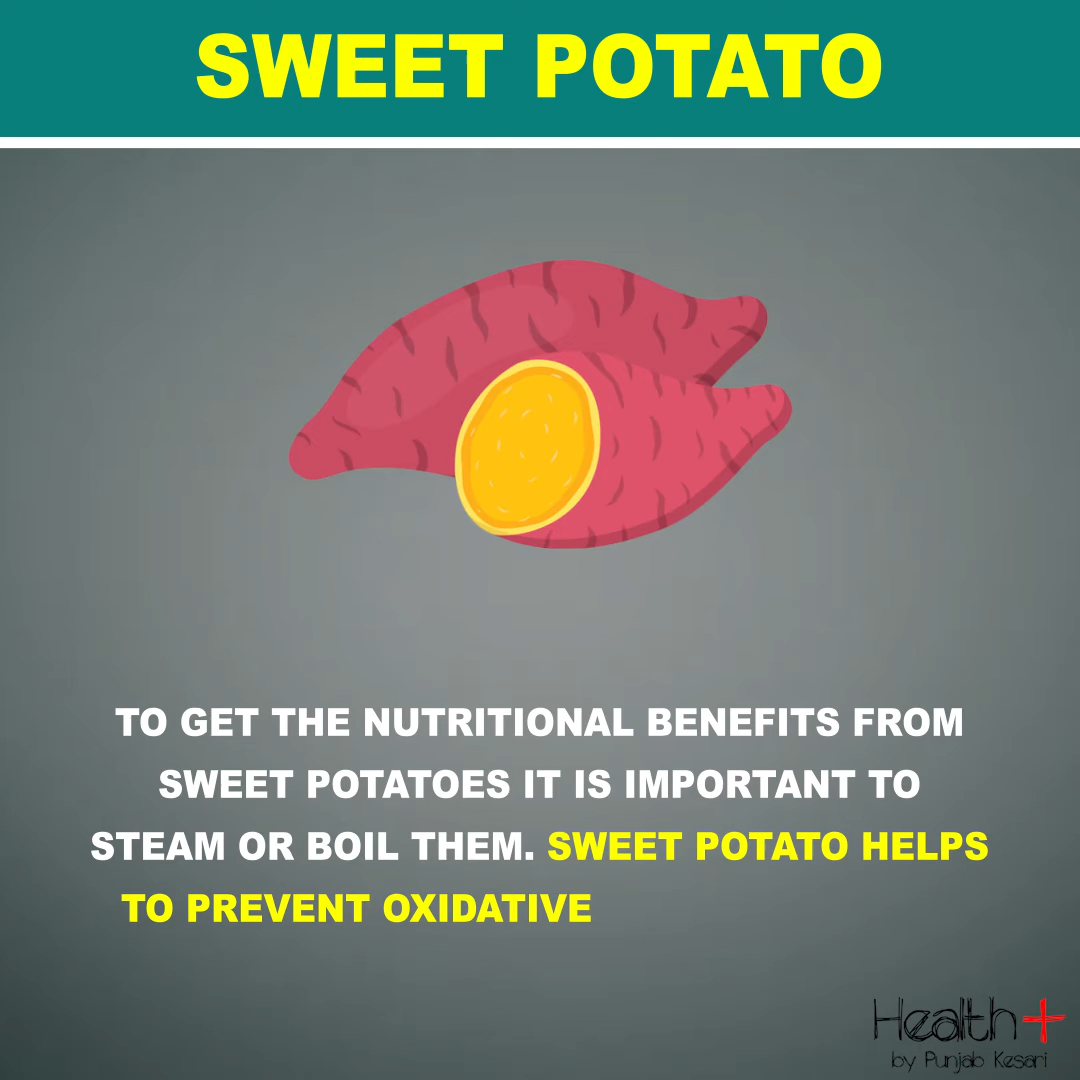 SWEET POTATO
TO GET THE NUTRITIONAL BENEFITS FROM
SWEET POTATOES IT IS IMPORTANT TO
STEAM OR BOIL THEM. SWEET POTATO HELPS
TO PREVENT OXIDATIVE
Health+
by Punjab Kesari